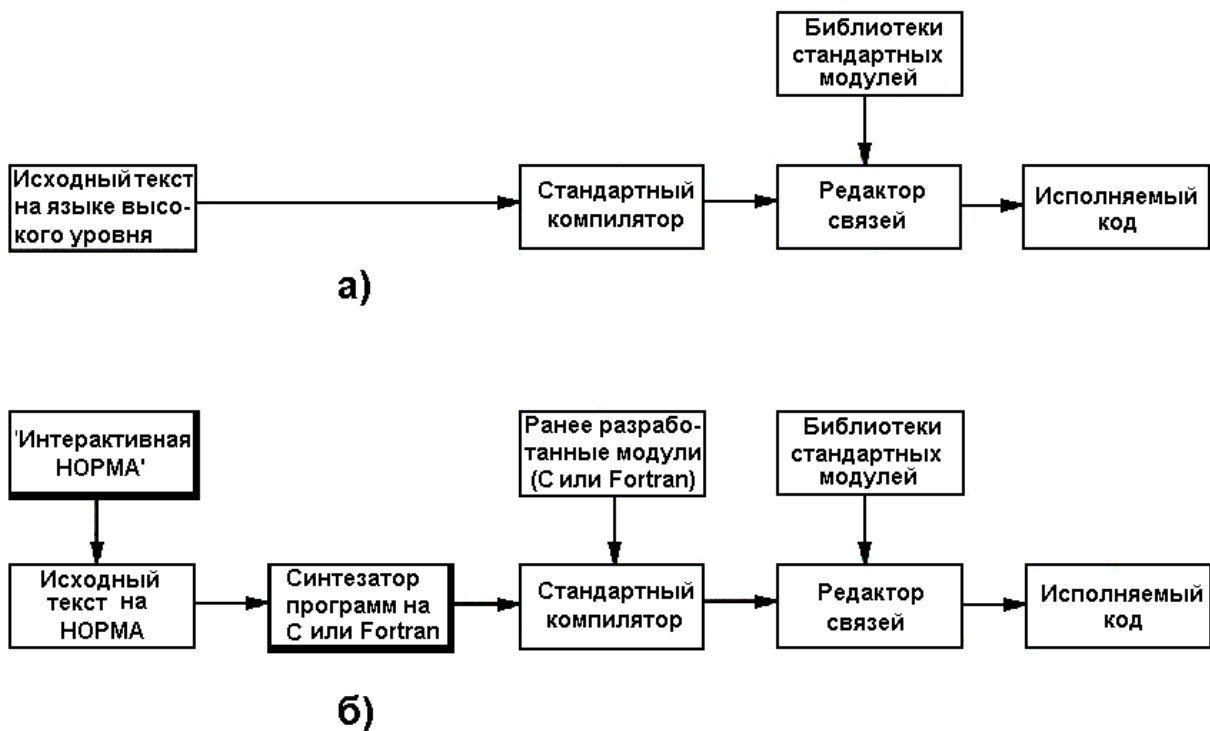 Библиотеки
стандартных
модулей
Исходный текст
на языке высо-
кого уровня
Стандартный
компилятор
Редактор
связей
Исполняемый
код
а)
'Интерактивная
НОРМА'
Ранее разрабо-
танные модули
(С или Fortran)
Библиотеки
стандартных
модулей
Исходный
текст на
НОРМА
Синтезатор
программ на
С или Fortran
Стандартный
компилятор
Редактор
связей
Исполняемый
код
б)